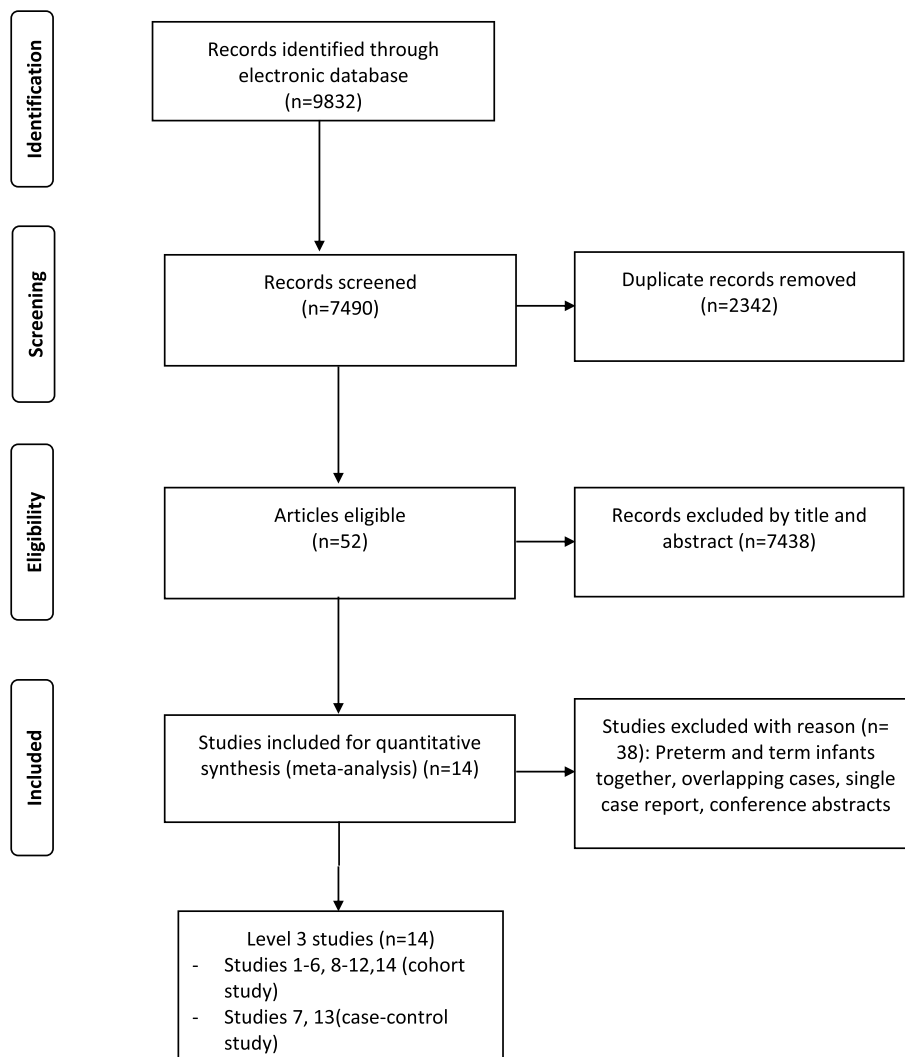 Identification
Records identified through
electronic database
(n=9832)
Screening
Records screened
(n=7490)
Duplicate records removed
(n=2342)
Eligibility
Articles eligible
(n=52)
Records excluded by title and
abstract (n=7438)
Included
Studies included for quantitative
synthesis (meta-analysis) (n=14)
Studies excluded with reason (n=
38): Preterm and term infants
together, overlapping cases, single
case report, conference abstracts
Level 3 studies (n=14)
- Studies 1-6, 8-12,14 (cohort
study)
- Studies 7, 13(case-control
study)